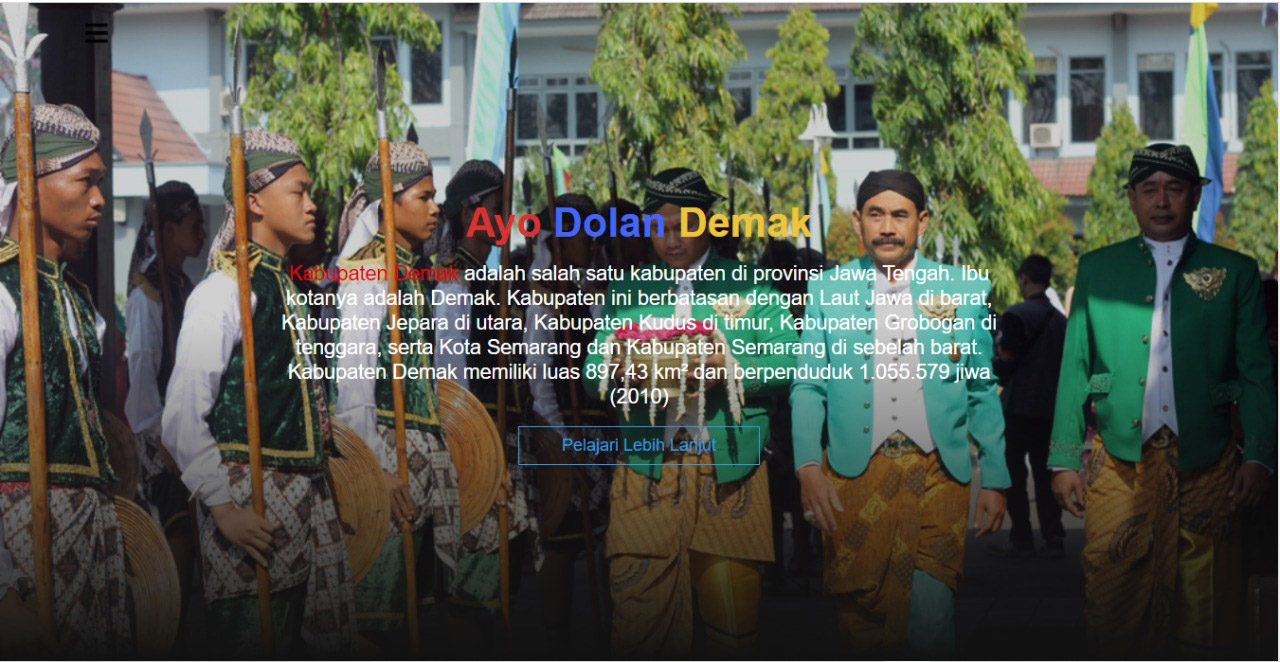 Ayo Dolan Demak
Kabupaten Demak adalah salah satu kabupaten di provinsi Jawa Tengah. Ibu
kotanya adalah Demak. Kabupaten ini berbatasan dengan Laut Jawa di barat,
Kabupaten Jepara di utara, Kabupaten Kudus di timur, Kabupaten Grobogan di
tenggara, serta Kota Semarang dan Kabupaten Semarang di sebelah barat.
Kabupaten Demak memiliki luas 897,43 km² dan berpenduduk 1.055.579 jiwa
(2010)
Pelajari Lebih Lanjut